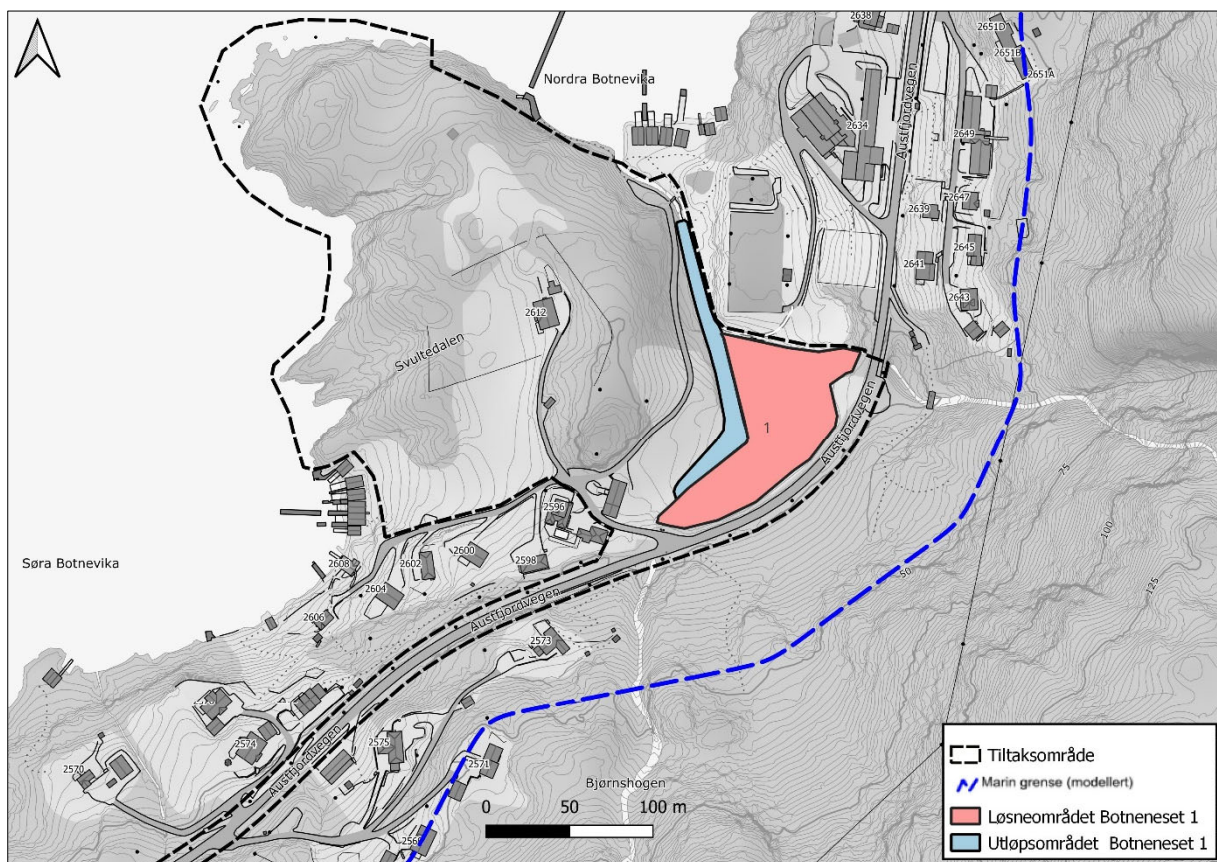 2638
2651D
2651B
2651A
Nordra Botnevika
2634
Austfjordvegen
2649
2647
2639
2645
2641
2643
2612
Svultedalen
1
Austfjordvegen
75
100
2596
50
125
Søra Botnevika
2608
2602
2600
2598
2604
Austfjordvegen
2606
2573
2574
2575
2570
Austfjordvegen
2571
Bjørnshogen
0 50 100 m
Tiltaksområde
Marin grense (modellert)
Løsneområdet Botneneset 1
Utløpsområdet Botneneset 1